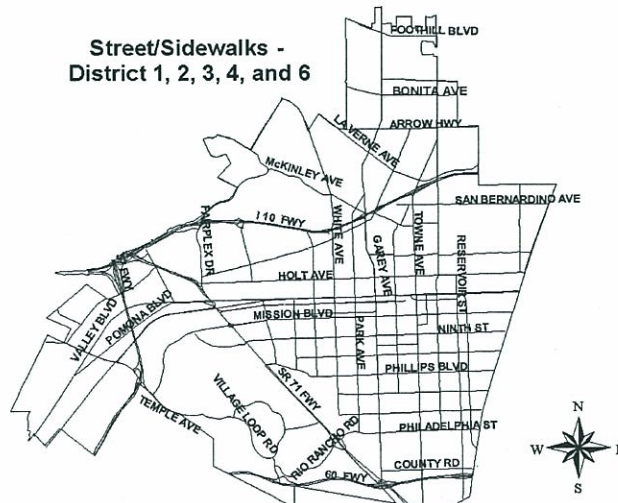 Street/Sidewalks -
District 1, 2, 3, 4, and 6
FOOTHILL BLVD
BONITA AVE
ARROW HWY
LA VERNE AVE
McKINLEY AVE
SAN BERNARDINO AVE
FAIRPLEX DR
I 10 FWY
WHITE AVE
GAREY AVE
TOWNE AVE
RESERVOIR ST
HOLT AVE
FWY
VALLEY BLVD
POMONA BLVD
MISSION BLVD
PARK AVE
NINTH ST
PHILLIPS BLVD
SR 71 FWY
TEMPLE AVE
VILLAGE LOOP RD
RIO RANCHO RD
PHILADELPHIA ST
COUNTY RD
60 FWY
N
W
S